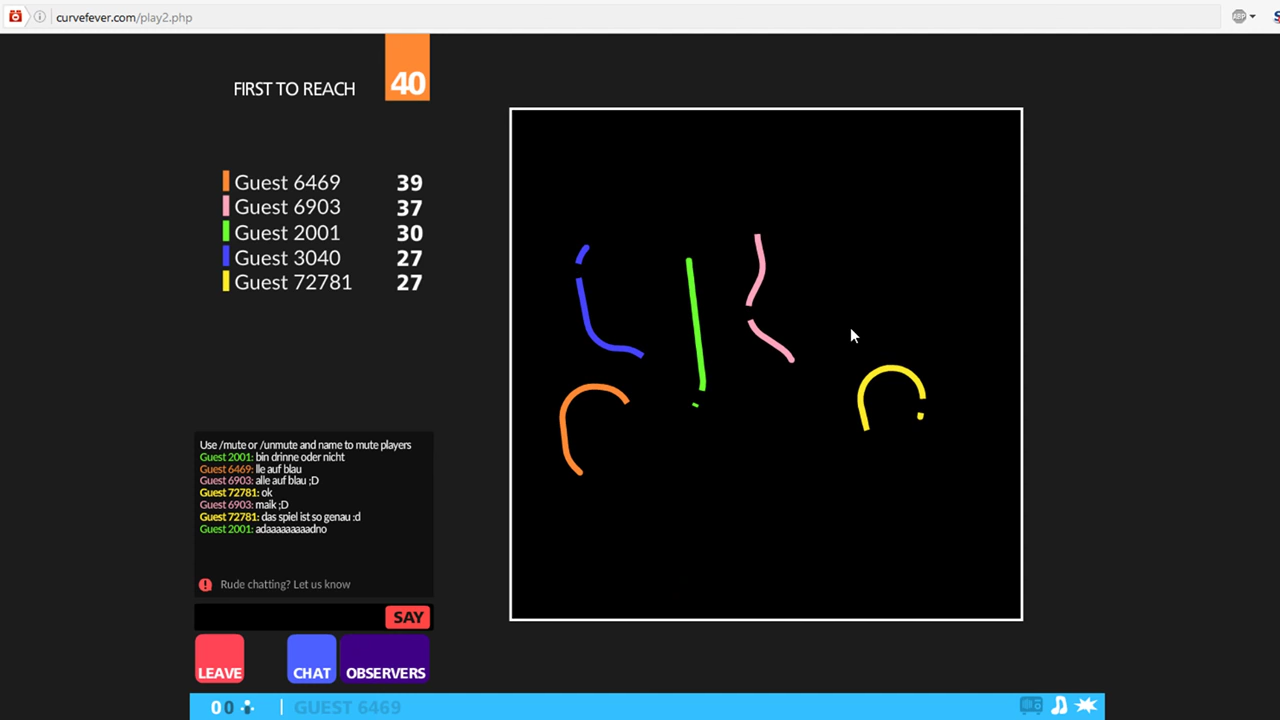 curvefever.com/play2.php
ABP
FIRST TO REACH 40
Guest 6469 39
Guest 6903 37
Guest 2001 30
Guest 3040 27
Guest 72781 27
Use /mute or /unmute and name to mute players
Guest 2001: bin drinne oder nicht
Guest 6469: lle auf blau
Guest 6903: alle auf blau ;D
Guest 72781: ok
Guest 6903: maik ;D
Guest 72781: das spiel ist so genau :d
Guest 2001: adaaaaaaaadno
Rude chatting? Let us know
SAY
LEAVE CHAT OBSERVERS
00 GUEST 6469